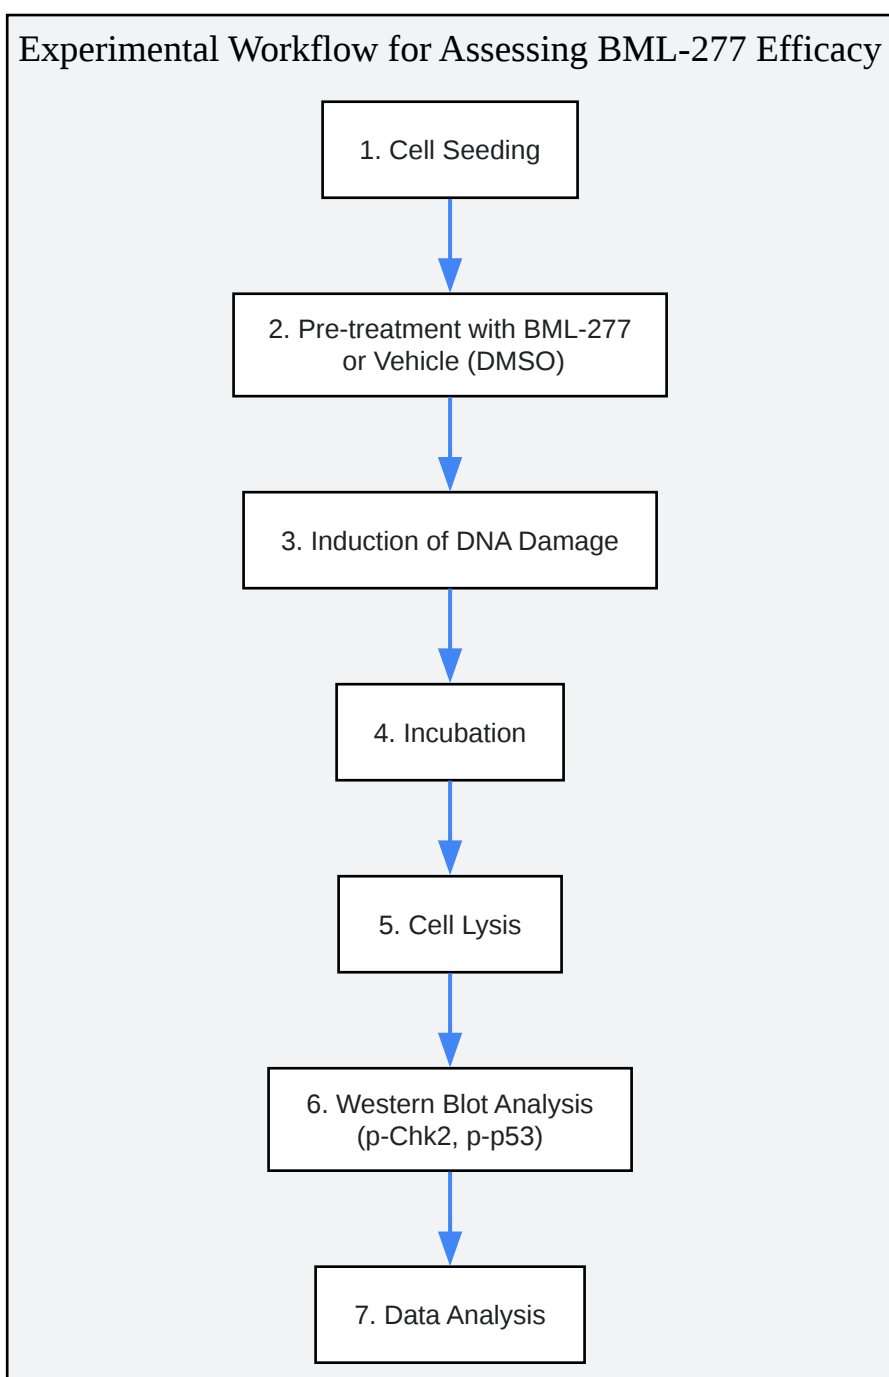 Experimental Workflow for Assessing BML-277 Efficacy
1. Cell Seeding
2. Pre-treatment with BML-277
or Vehicle (DMSO)
3. Induction of DNA Damage
4. Incubation
5. Cell Lysis
6. Western Blot Analysis
(p-Chk2, p-p53)
7. Data Analysis